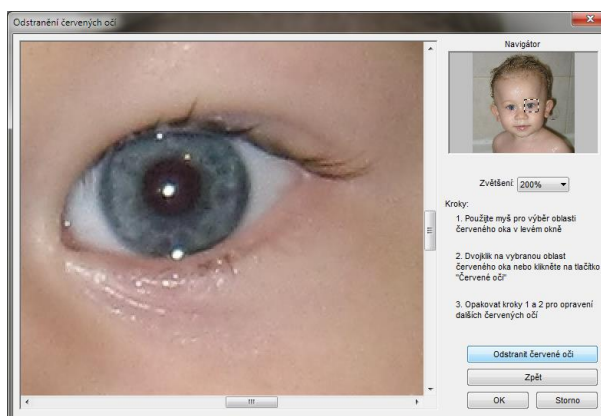 Odstranění červených očí
Navigátor
Zvětšení: 200%
Kroky:
1. Použijte myš pro výběr oblasti
červeného oka v levém okně
2. Dvojklik na vybranou oblast
červeného oka nebo klikněte na tlačítko
"Červené oči"
3. Opakovat kroky 1 a 2 pro opravení
dalších červených očí
Odstranit červené oči
Zpět
OK
Storno